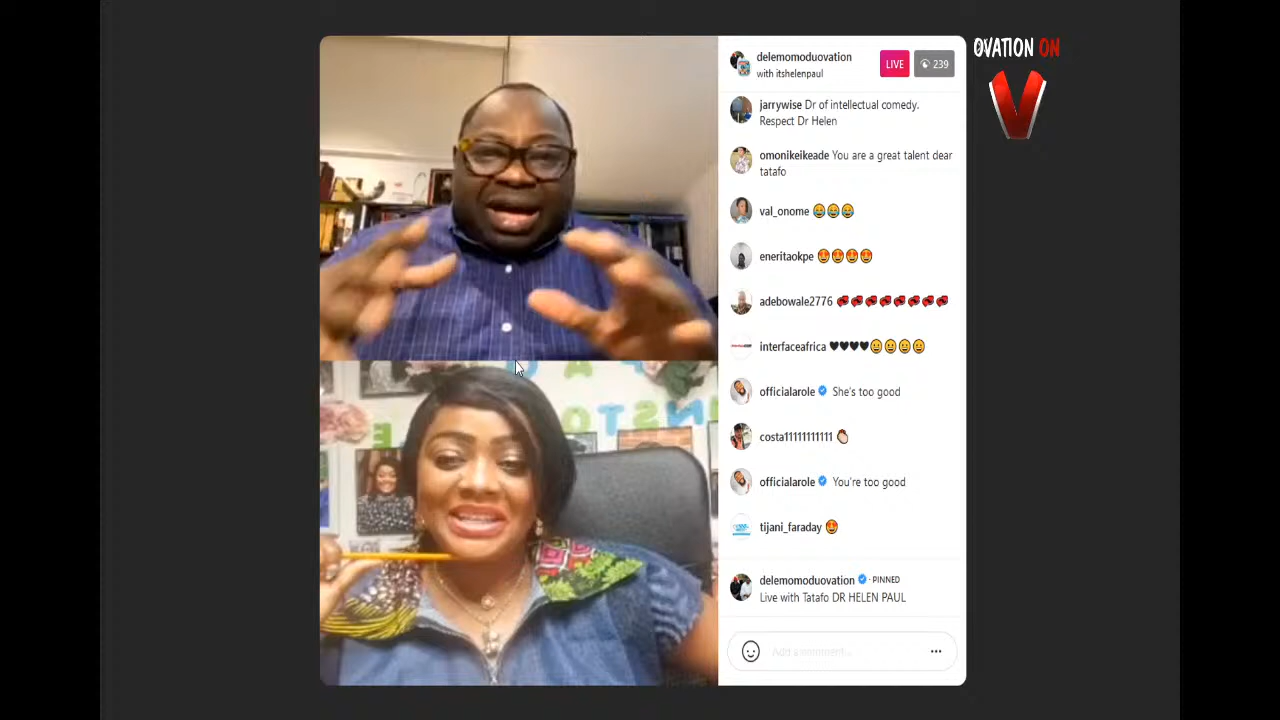 OVATION ON
V
delemomoduovation
with itshelenpaul
LIVE
239
jarrywise Dr of intellectual comedy.
Respect Dr Helen
omonikeikeade You are a great talent dear
tatafo
val_onome 😂😂😂
eneritaokpe 😍😍😍😍
adebowale2776
interfaceafrica 🖤🖤🖤🖤😀😀😀😀
officialarole She's too good
costa11111111111
officialarole You're too good
tijani_faraday 😍
delemomoduovation · PINNED
Live with Tatafo DR HELEN PAUL
Add a comment...